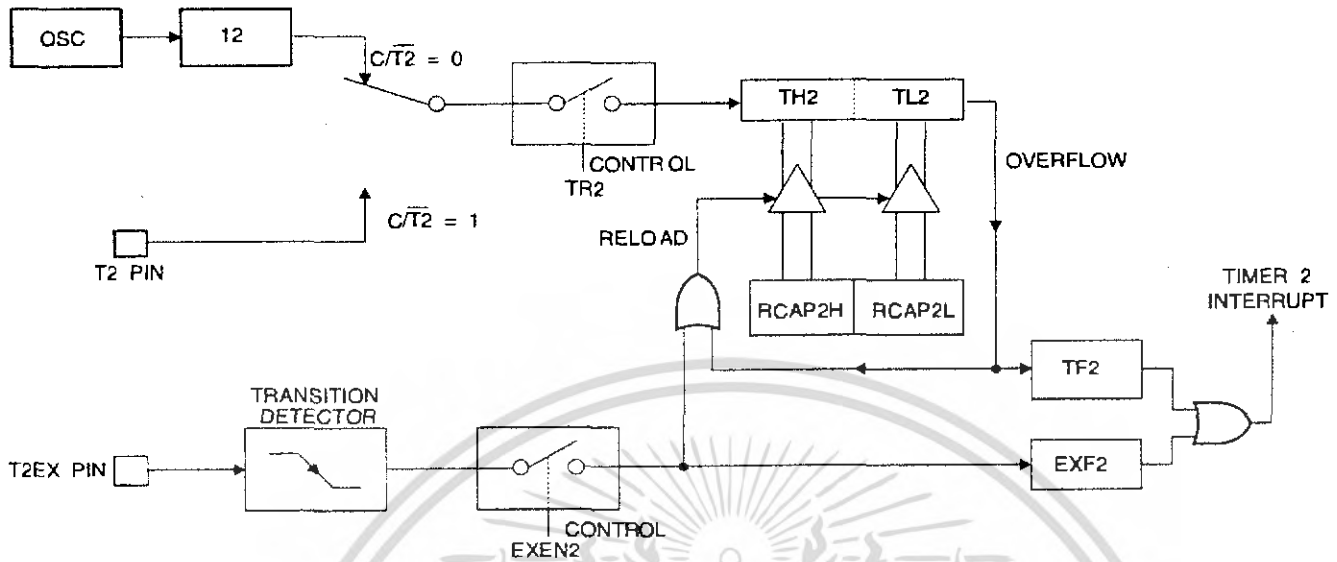 OSC
12
C/T2̅ = 0
TH2
TL2
OVERFLOW
CONTROL
TR2
C/T2̅ = 1
T2 PIN
RELOAD
RCAP2H
RCAP2L
TIMER 2
INTERRUPT
TF2
TRANSITION
DETECTOR
T2EX PIN
EXF2
CONTROL
EXEN2